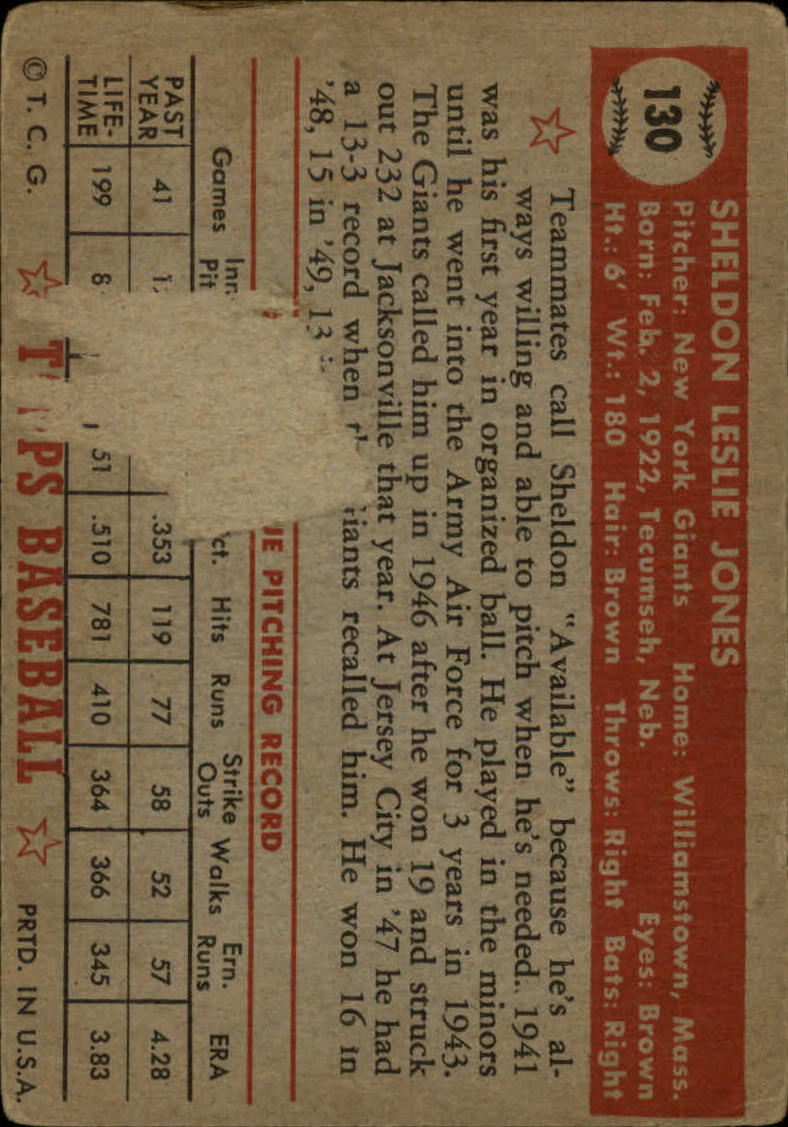 130
SHELDON LESLIE JONES
Pitcher: New York Giants Home: Williamstown, Mass.
Born: Feb. 2, 1922, Tecumseh, Neb. Eyes: Brown
Ht.: 6' Wt.: 180 Hair: Brown Throws: Right Bats: Right
Teammates call Sheldon "Available" because he's al-
ways willing and able to pitch when he's needed. 1941
was his first year in organized ball. He played in the minors
until he went into the Army Air Force for 3 years in 1943.
The Giants called him up in 1946 after he won 19 and struck
out 232 at Jacksonville that year. At Jersey City in '47 he had
a 13-3 record when iants recalled him. He won 16 in
'48, 15 in '49, 13
PITCHING RECORD
Games Hits Runs Strike Outs Walks Ern. Runs ERA
PAST YEAR 41 .353 119 77 58 52 57 4.28
LIFE-TIME 199 51 .510 781 410 364 366 345 3.83
© T. C. G. T PS BASEBALL PRTD. IN U.S.A.